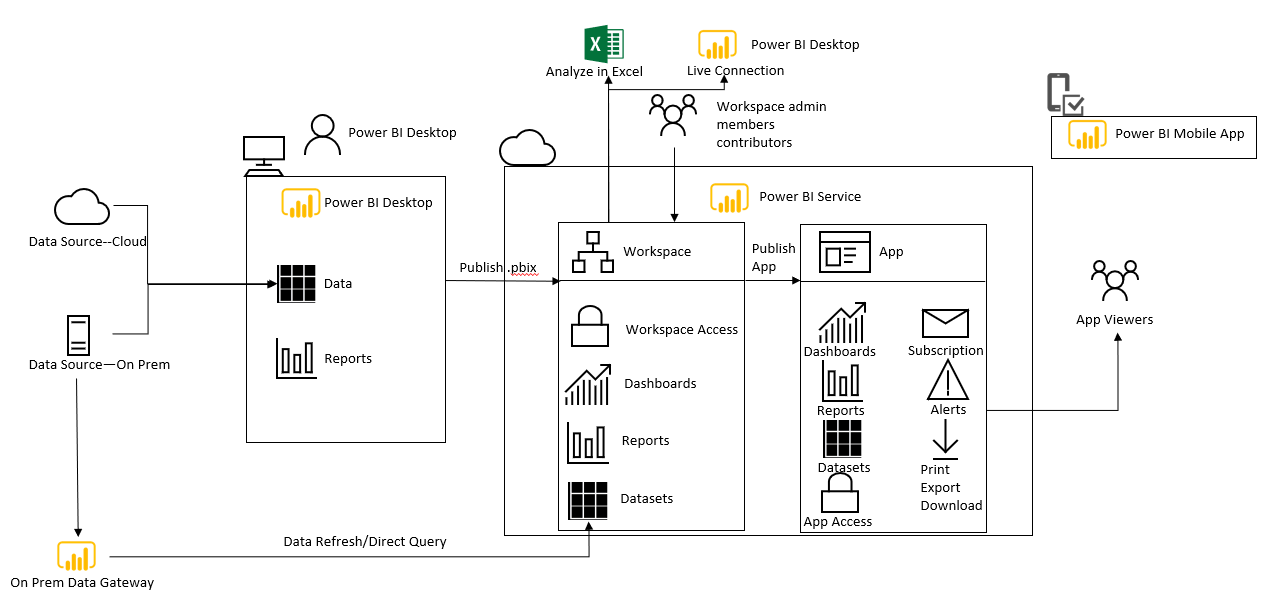 Analyze in Excel
Power BI Desktop
Live Connection
Workspace admin
members
contributors
Power BI Mobile App
Power BI Desktop
Power BI Desktop
Data Source--Cloud
Data
Reports
Data Source—On Prem
Publish .pbix
Power BI Service
Workspace
Workspace Access
Dashboards
Reports
Datasets
Publish
App
App
Dashboards
Subscription
Reports
Alerts
Datasets
Print
Export
Download
App Access
App Viewers
Data Refresh/Direct Query
On Prem Data Gateway
X